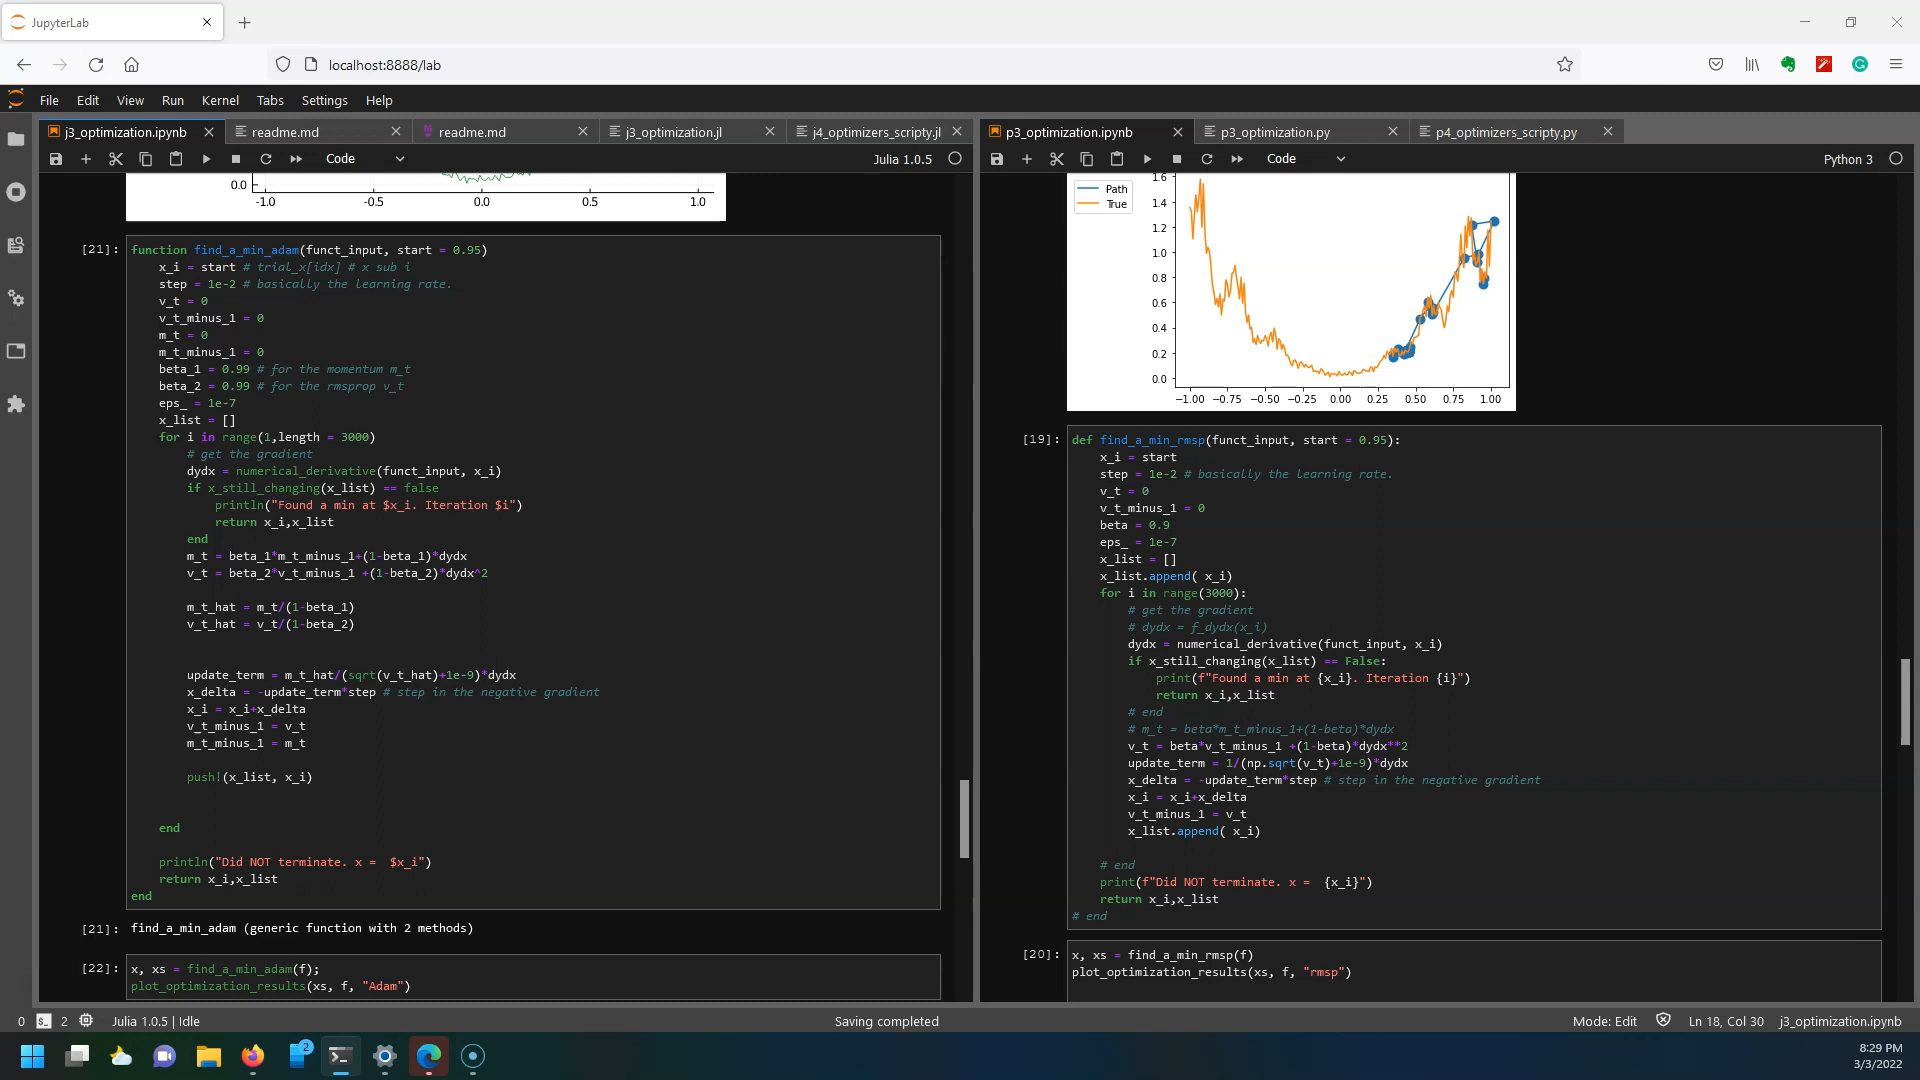 JupyterLab
localhost:8888/lab
File Edit View Run Kernel Tabs Settings Help
j3_optimization.ipynb readme.md readme.md j3_optimization.jl j4_optimizers_scripty.jl
Code Julia 1.0.5
0.0
-1.0 -0.5 0.0 0.5 1.0
[21]: function find_a_min_adam(funct_input, start = 0.95)
x_i = start # trial_x[idx] # x sub i
step = 1e-2 # basically the learning rate.
v_t = 0
v_t_minus_1 = 0
m_t = 0
m_t_minus_1 = 0
beta_1 = 0.99 # for the momentum m_t
beta_2 = 0.99 # for the rmsprop v_t
eps_ = 1e-7
x_list = []
for i in range(1,length = 3000)
# get the gradient
dydx = numerical_derivative(funct_input, x_i)
if x_still_changing(x_list) == false
println("Found a min at $x_i. Iteration $i")
return x_i,x_list
end
m_t = beta_1*m_t_minus_1+(1-beta_1)*dydx
v_t = beta_2*v_t_minus_1 +(1-beta_2)*dydx^2
m_t_hat = m_t/(1-beta_1)
v_t_hat = v_t/(1-beta_2)
update_term = m_t_hat/(sqrt(v_t_hat)+1e-9)*dydx
x_delta = -update_term*step # step in the negative gradient
x_i = x_i+x_delta
v_t_minus_1 = v_t
m_t_minus_1 = m_t
push!(x_list, x_i)
end
println("Did NOT terminate. x =  $x_i")
return x_i,x_list
end
[21]: find_a_min_adam (generic function with 2 methods)
[22]: x, xs = find_a_min_adam(f);
plot_optimization_results(xs, f, "Adam")
p3_optimization.ipynb p3_optimization.py p4_optimizers_scripty.py
Code Python 3
Path
True
1.6
1.4
1.2
1.0
0.8
0.6
0.4
0.2
0.0
−1.00 −0.75 −0.50 −0.25 0.00 0.25 0.50 0.75 1.00
[19]: def find_a_min_rmsp(funct_input, start = 0.95):
x_i = start
step = 1e-2 # basically the learning rate.
v_t = 0
v_t_minus_1 = 0
beta = 0.9
eps_ = 1e-7
x_list = []
x_list.append( x_i)
for i in range(3000):
# get the gradient
# dydx = f_dydx(x_i)
dydx = numerical_derivative(funct_input, x_i)
if x_still_changing(x_list) == False:
print(f"Found a min at {x_i}. Iteration {i}")
return x_i,x_list
# end
# m_t = beta*m_t_minus_1+(1-beta)*dydx
v_t = beta*v_t_minus_1 +(1-beta)*dydx**2
update_term = 1/(np.sqrt(v_t)+1e-9)*dydx
x_delta = -update_term*step # step in the negative gradient
x_i = x_i+x_delta
v_t_minus_1 = v_t
x_list.append( x_i)
# end
print(f"Did NOT terminate. x =  {x_i}")
return x_i,x_list
# end
[20]: x, xs = find_a_min_rmsp(f)
plot_optimization_results(xs, f, "rmsp")
0 2 Julia 1.0.5 | Idle Saving completed Mode: Edit Ln 18, Col 30 j3_optimization.ipynb
2
8:29 PM
3/3/2022